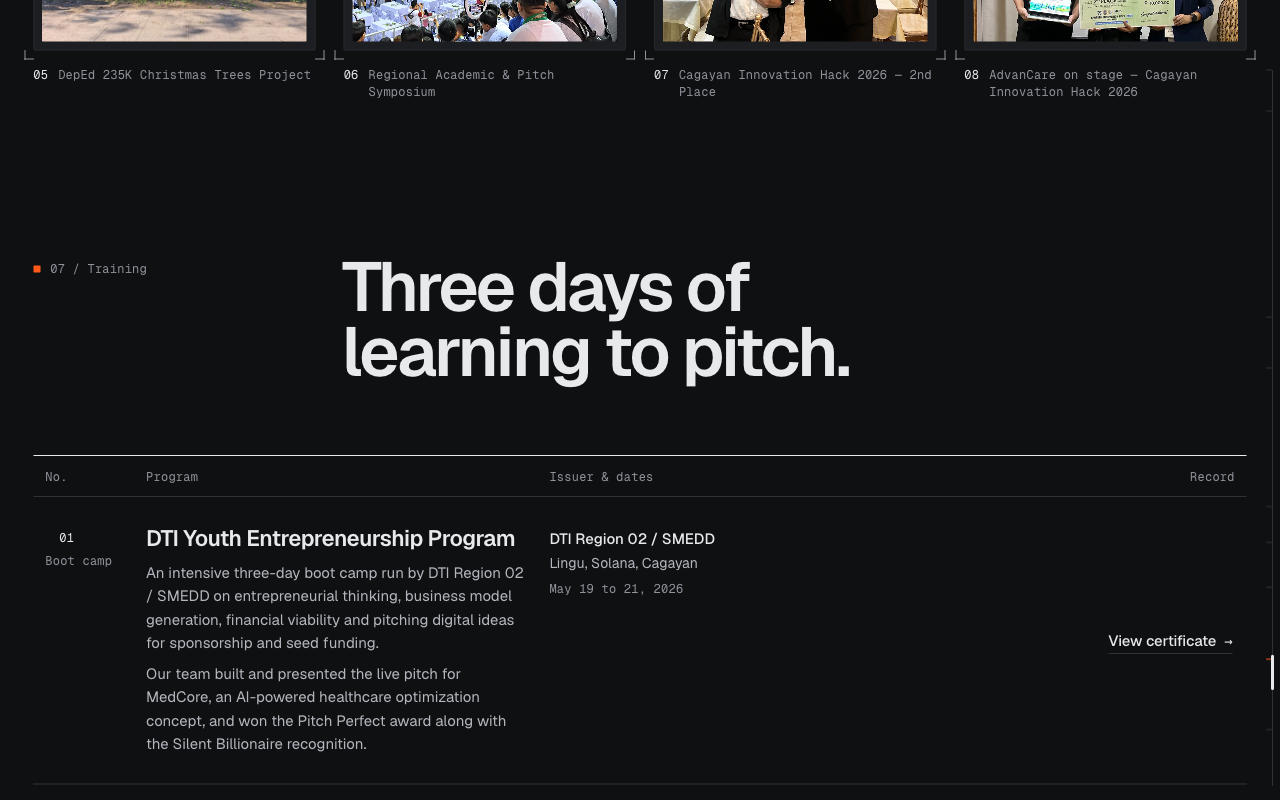 05 DepEd 235K Christmas Trees Project
06 Regional Academic & Pitch
Symposium
07 Cagayan Innovation Hack 2026 — 2nd
Place
08 AdvanCare on stage — Cagayan
Innovation Hack 2026
07 / Training
Three days of
learning to pitch.
No. Program Issuer & dates Record
01
Boot camp
DTI Youth Entrepreneurship Program
An intensive three-day boot camp run by DTI Region 02
/ SMEDD on entrepreneurial thinking, business model
generation, financial viability and pitching digital ideas
for sponsorship and seed funding.
Our team built and presented the live pitch for
MedCore, an AI-powered healthcare optimization
concept, and won the Pitch Perfect award along with
the Silent Billionaire recognition.
DTI Region 02 / SMEDD
Lingu, Solana, Cagayan
May 19 to 21, 2026
View certificate →